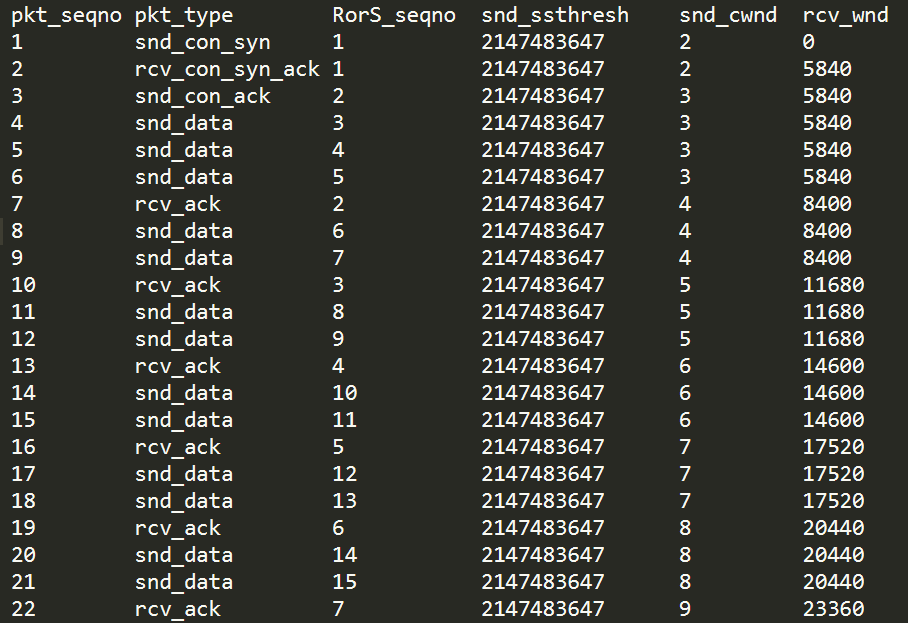 pkt_seqno pkt_type RorS_seqno snd_ssthresh snd_cwnd rcv_wnd
1 snd_con_syn 1 2147483647 2 0
2 rcv_con_syn_ack 1 2147483647 2 5840
3 snd_con_ack 2 2147483647 3 5840
4 snd_data 3 2147483647 3 5840
5 snd_data 4 2147483647 3 5840
6 snd_data 5 2147483647 3 5840
7 rcv_ack 2 2147483647 4 8400
8 snd_data 6 2147483647 4 8400
9 snd_data 7 2147483647 4 8400
10 rcv_ack 3 2147483647 5 11680
11 snd_data 8 2147483647 5 11680
12 snd_data 9 2147483647 5 11680
13 rcv_ack 4 2147483647 6 14600
14 snd_data 10 2147483647 6 14600
15 snd_data 11 2147483647 6 14600
16 rcv_ack 5 2147483647 7 17520
17 snd_data 12 2147483647 7 17520
18 snd_data 13 2147483647 7 17520
19 rcv_ack 6 2147483647 8 20440
20 snd_data 14 2147483647 8 20440
21 snd_data 15 2147483647 8 20440
22 rcv_ack 7 2147483647 9 23360